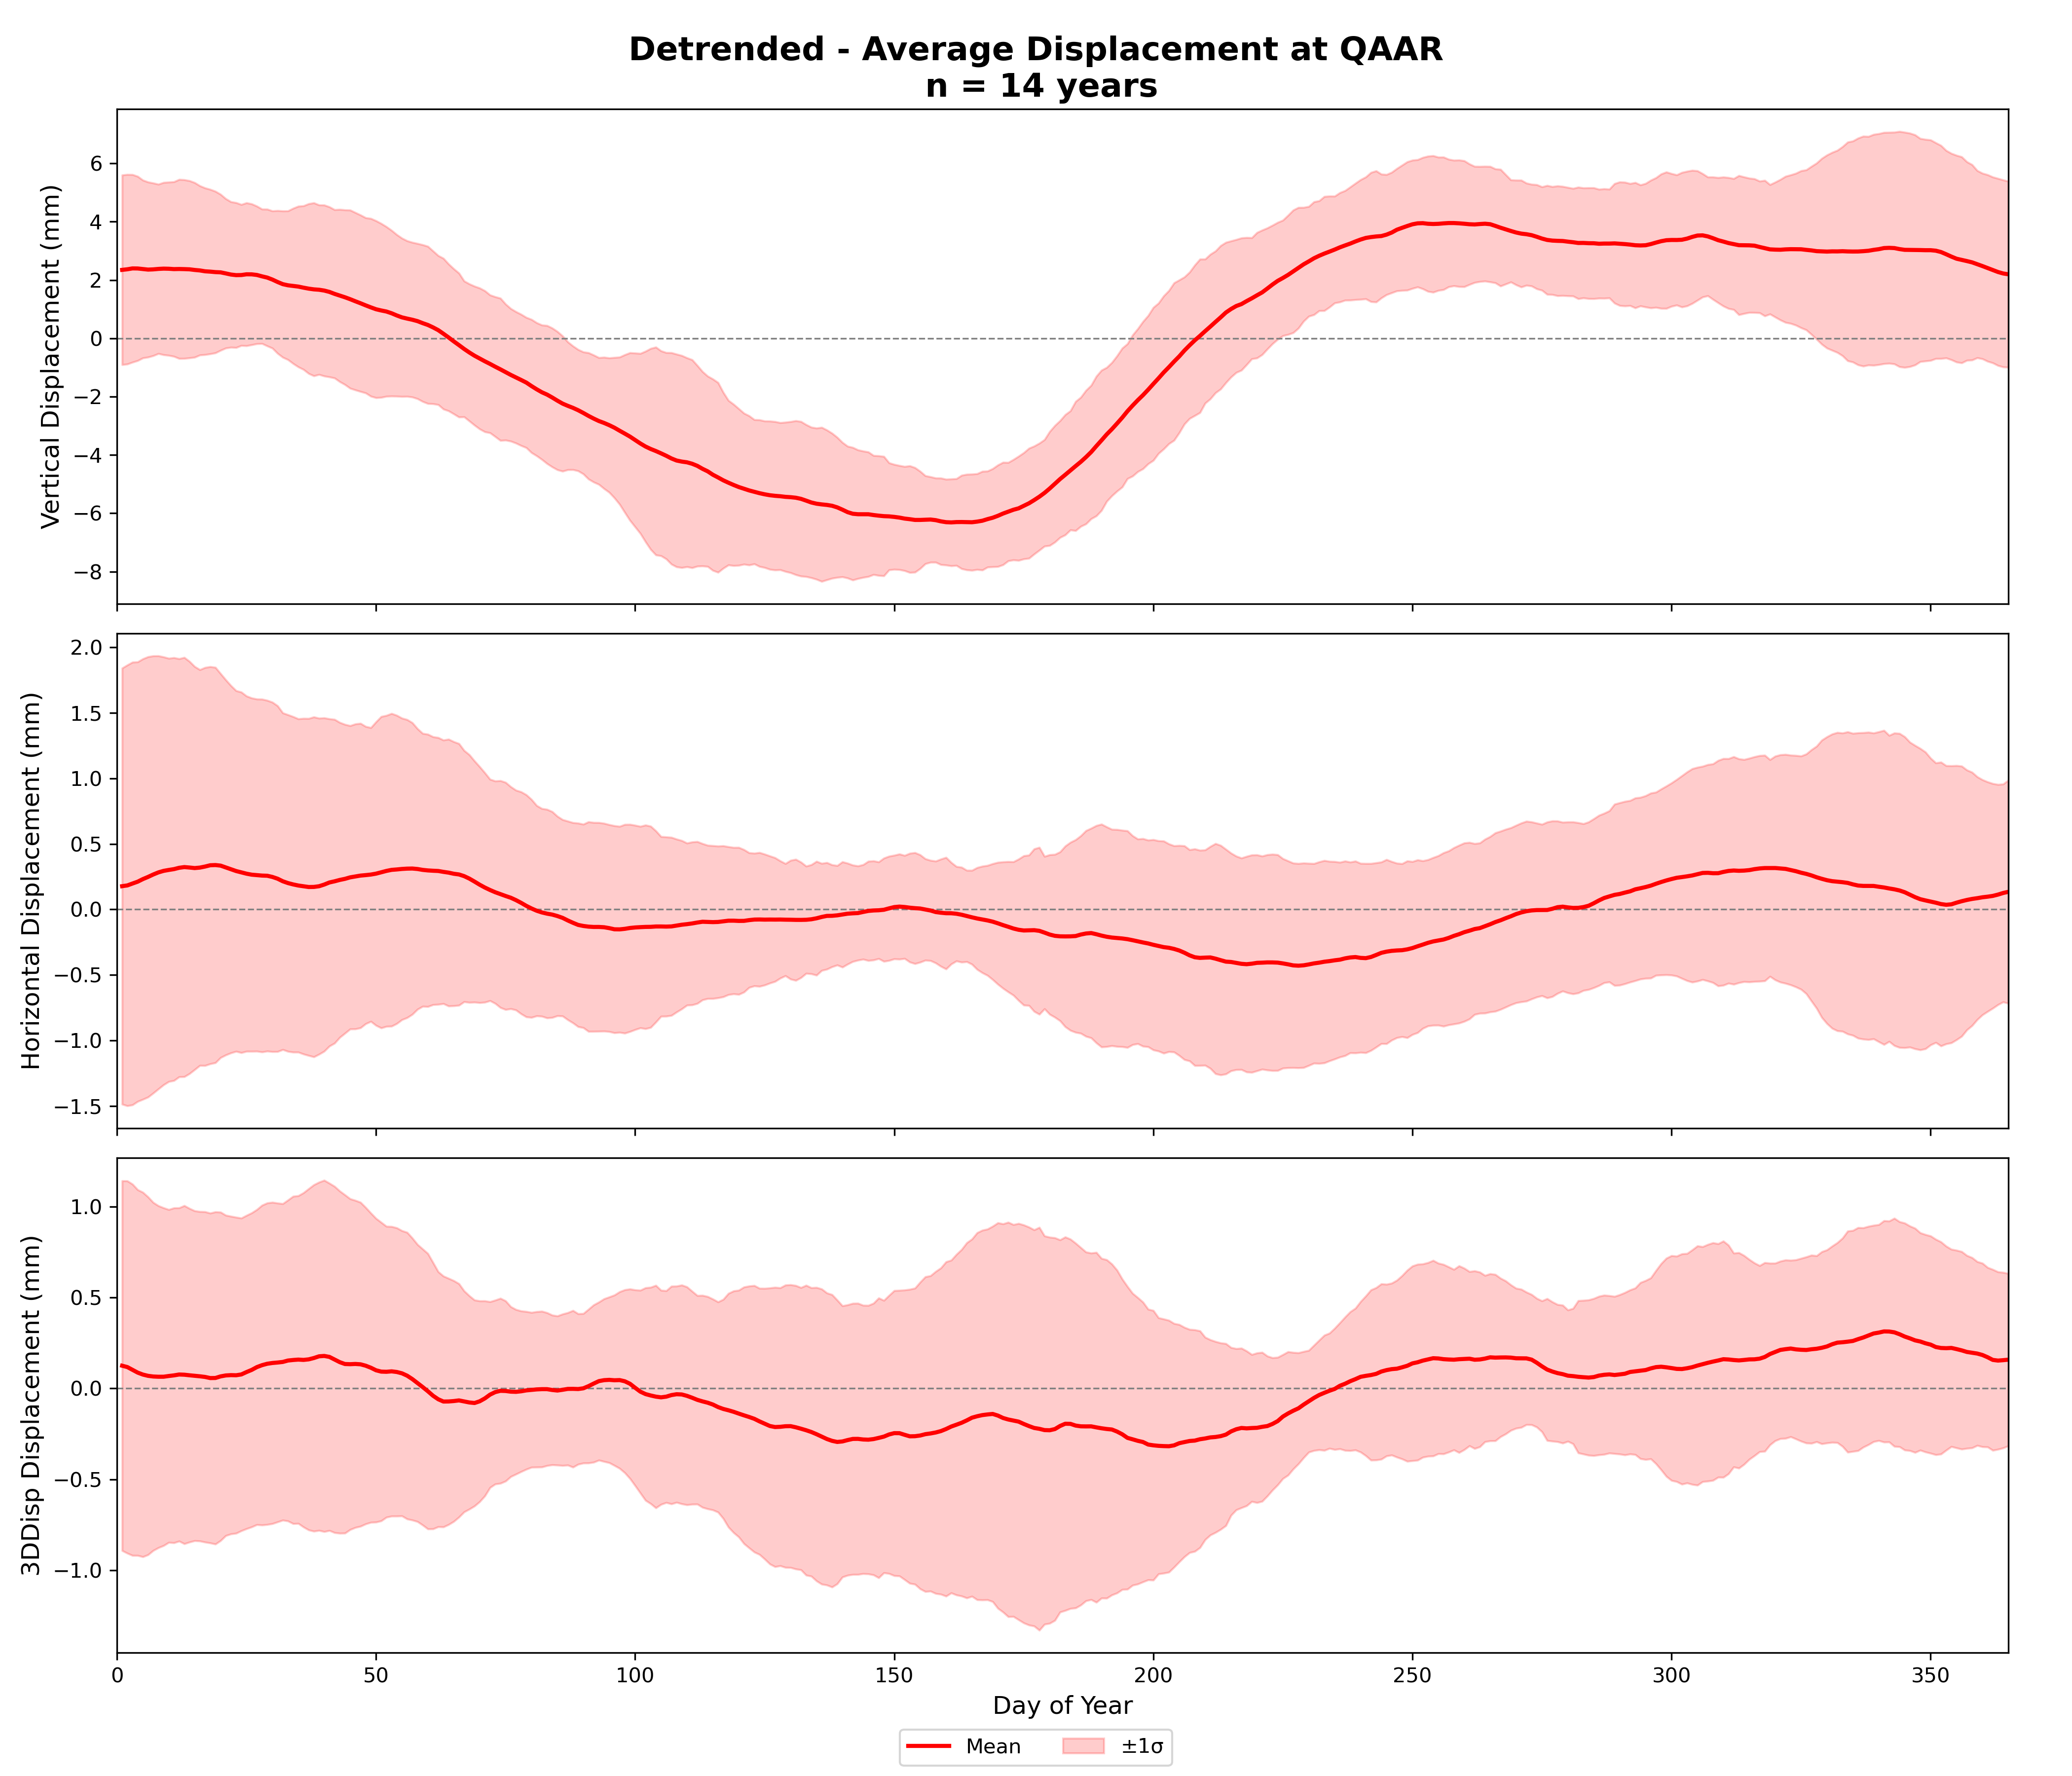 Detrended - Average Displacement at QAAR
n = 14 years
Vertical Displacement (mm)
6
4
2
0
−2
−4
−6
−8
Horizontal Displacement (mm)
2.0
1.5
1.0
0.5
0.0
−0.5
−1.0
−1.5
3DDisp Displacement (mm)
1.0
0.5
0.0
−0.5
−1.0
0 50 100 150 200 250 300 350
Day of Year
Mean ±1σ